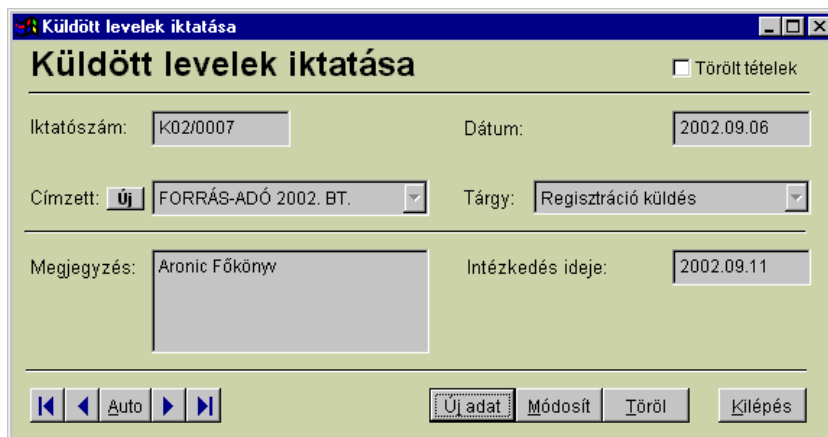 Küldött levelek iktatása
Küldött levelek iktatása
Törölt tételek
Iktatószám: K02/0007 Dátum: 2002.09.06
Címzett: Új FORRÁS-ADÓ 2002. BT. Tárgy: Regisztráció küldés
Megjegyzés: Aronic Főkönyv Intézkedés ideje: 2002.09.11
Auto Új adat Módosít Töröl Kilépés